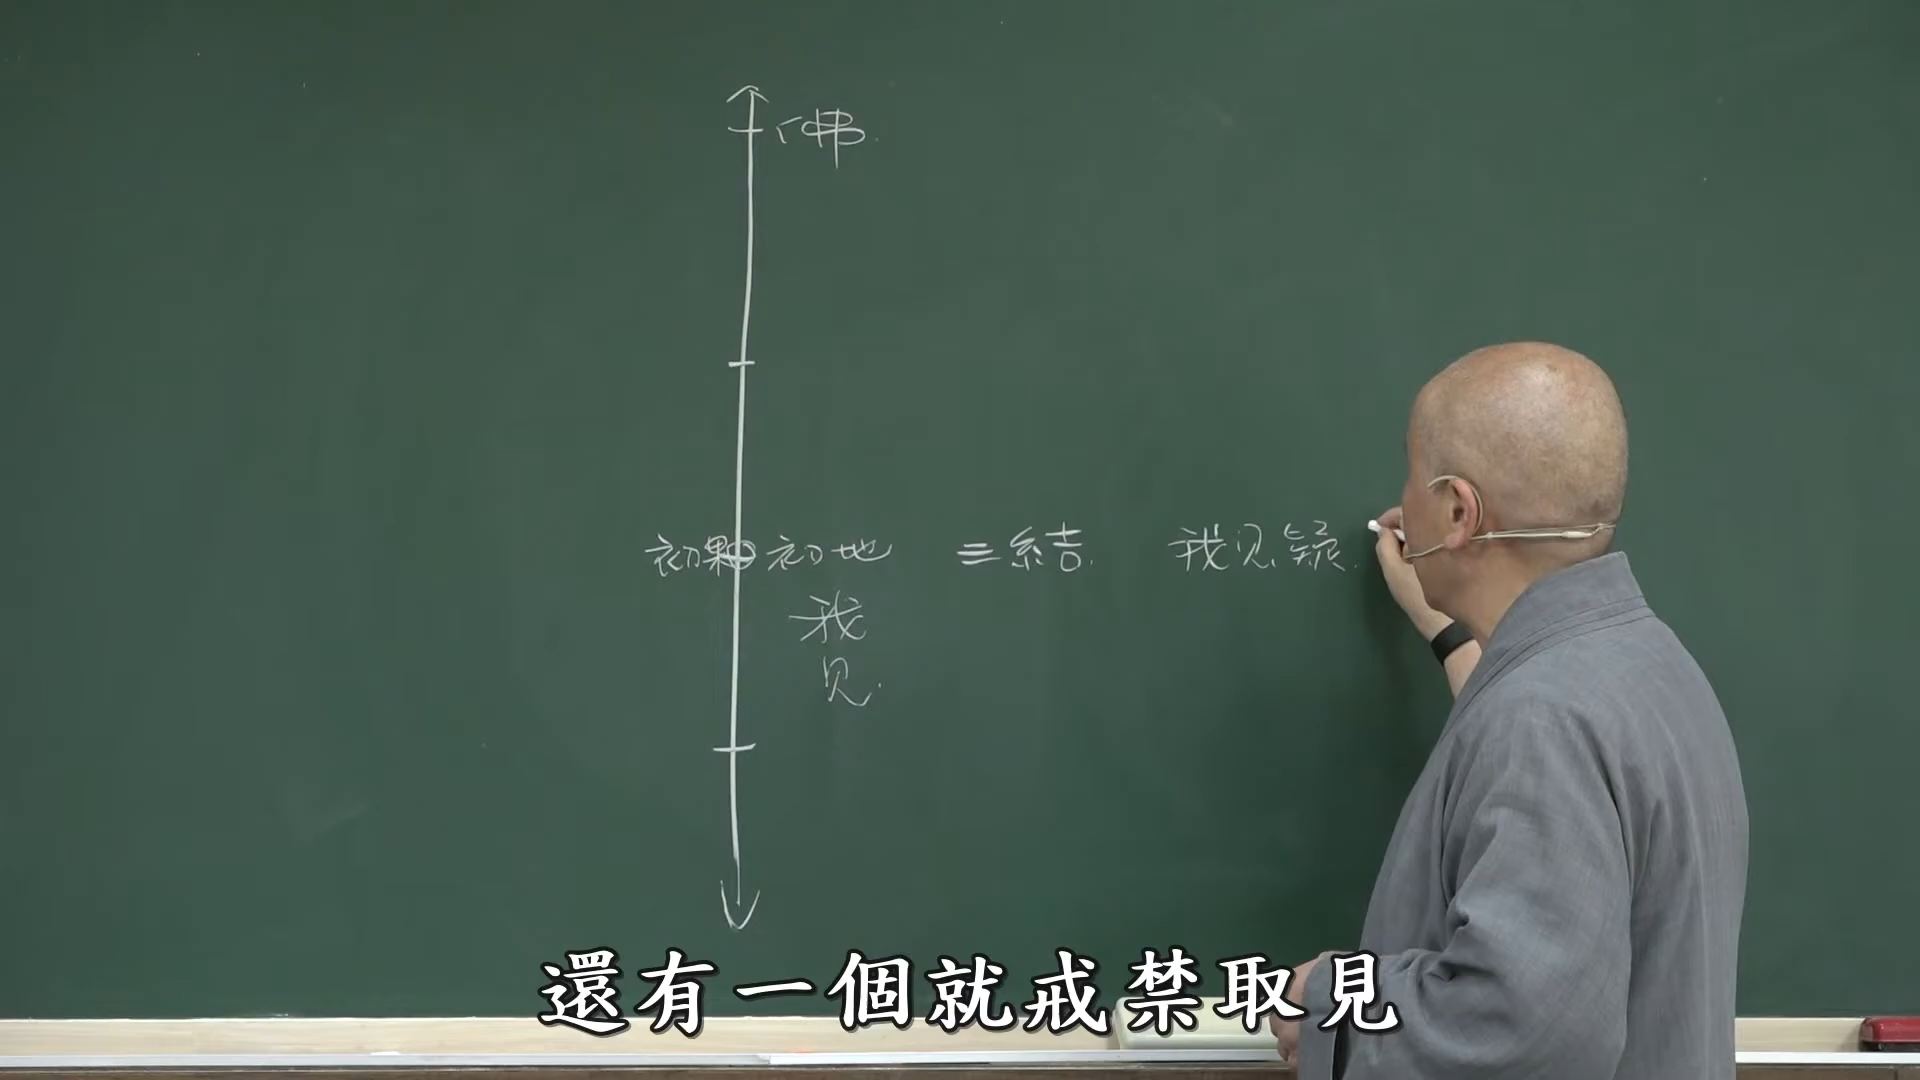 佛
初果 初地 三結 我见 疑
我
见
還有一個就戒禁取見